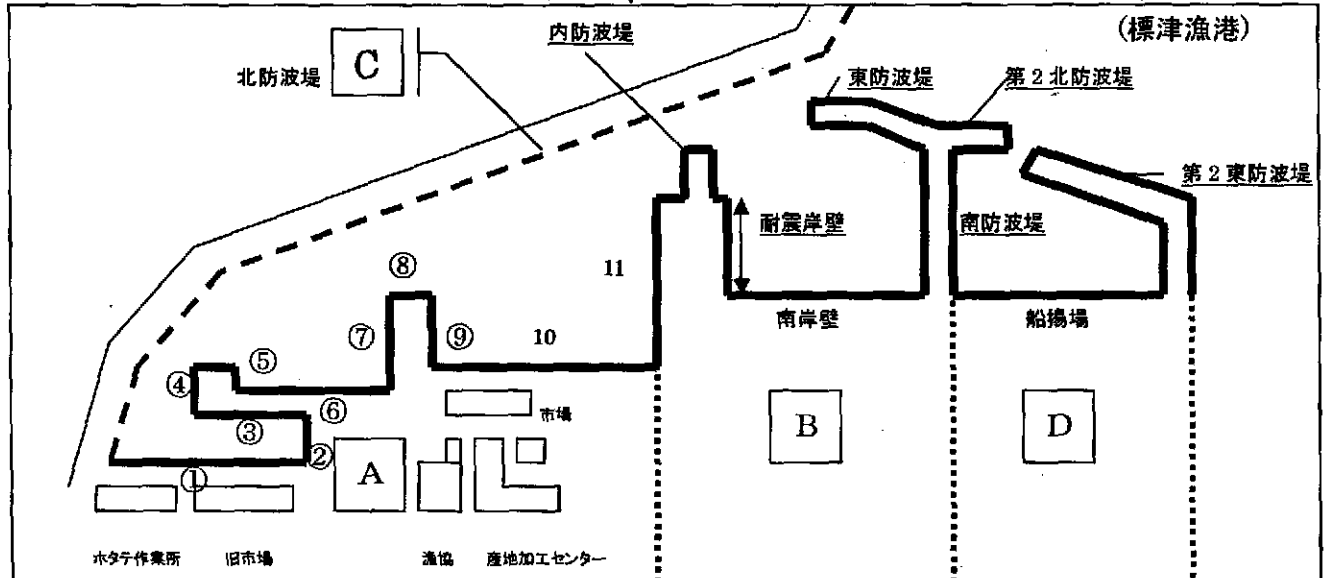 (標津漁港)
内防波堤
C
北防波堤
東防波堤
第2北防波堤
第2東防波堤
耐震岸壁
南防波堤
⑧
11
⑦
⑨
10
南岸壁
船揚場
⑤
④
⑥
市場
③
B
D
②
①
A
ホタテ作業所
旧市場
漁協
産地加工センター